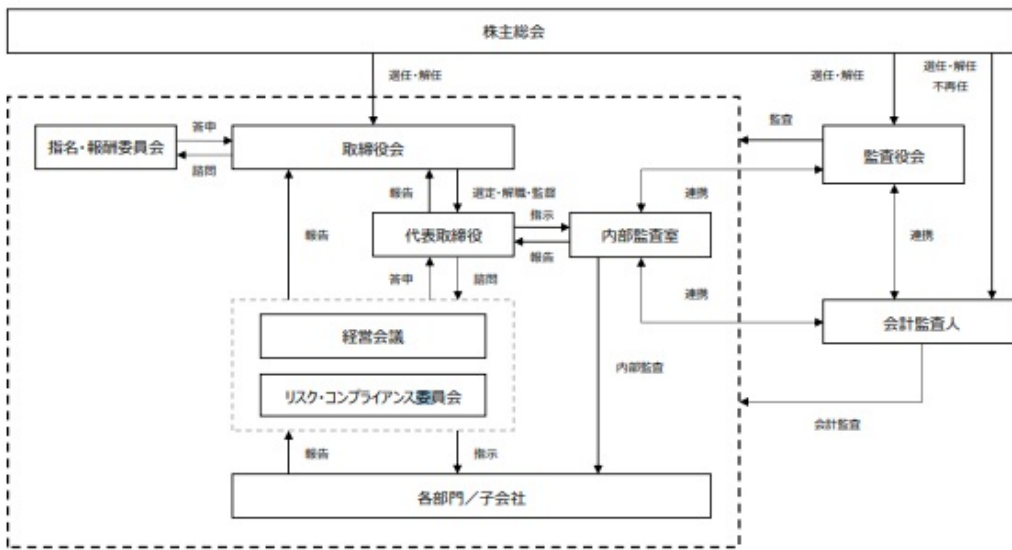 株主総会
選任・解任
選任・解任
選任・解任
不再任
指名・報酬委員会
答申
諮問
取締役会
監査
監査役会
報告
選定・解職・監督
連携
報告
代表取締役
指示
報告
内部監査室
連携
答申
諮問
連携
会計監査人
経営会議
内部監査
リスク・コンプライアンス委員会
会計監査
報告
指示
各部門／子会社